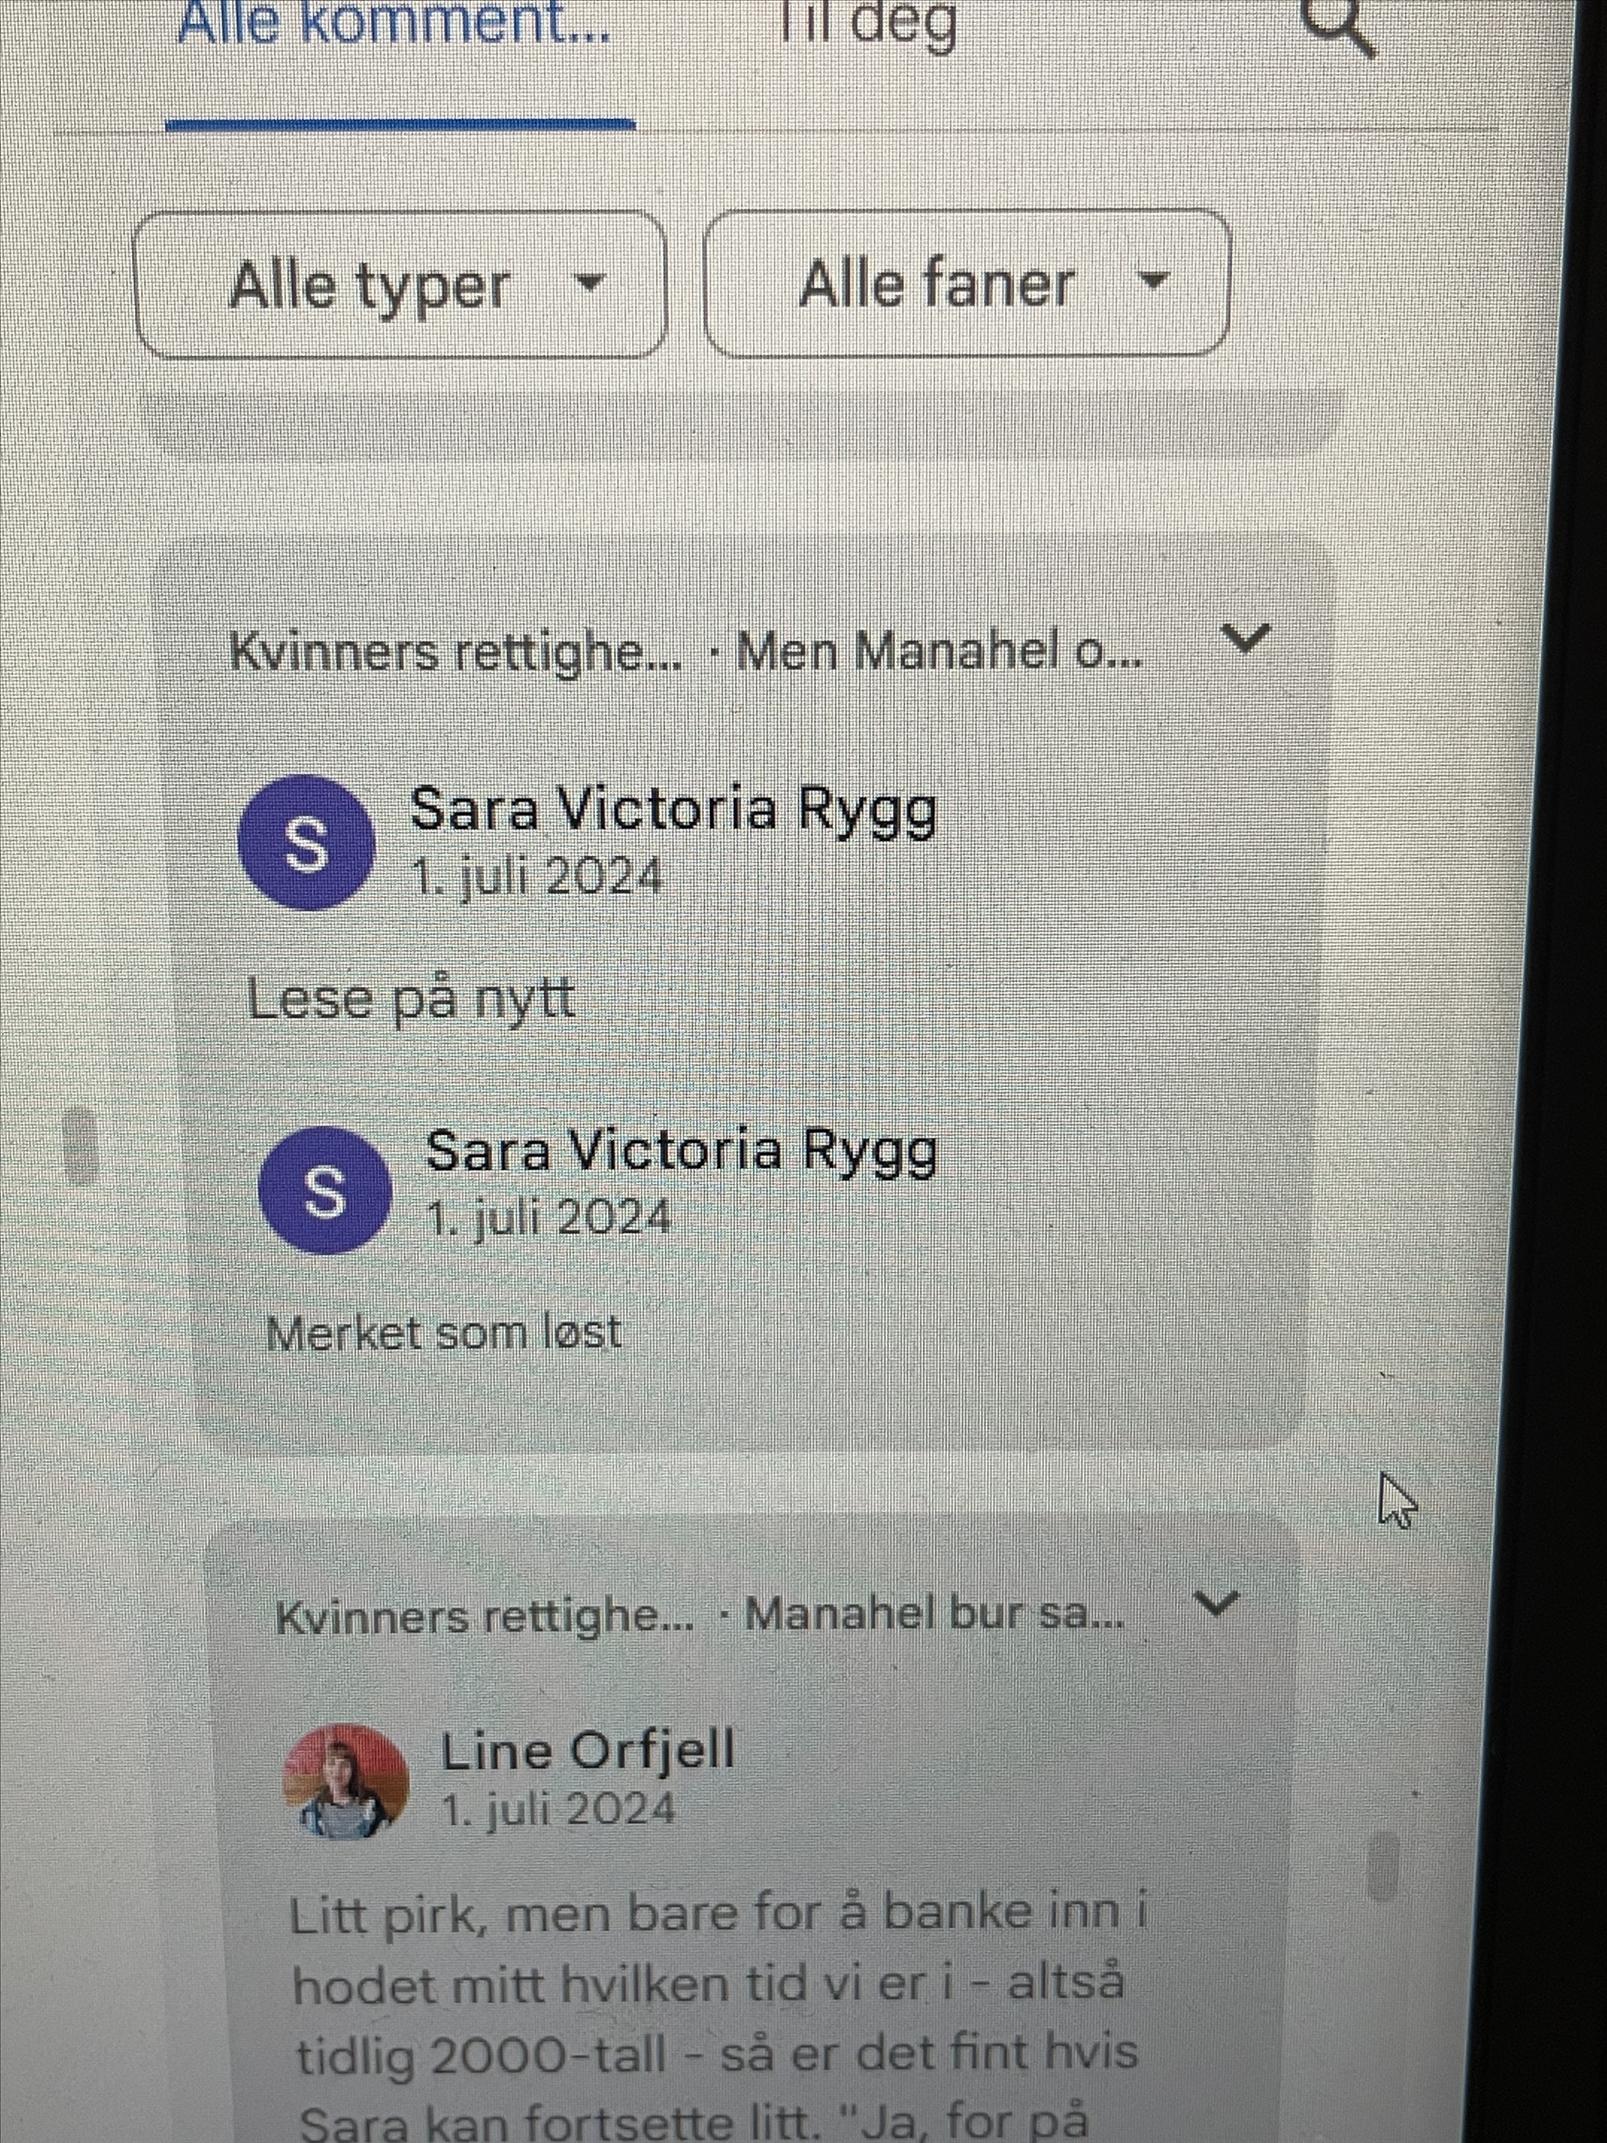 Alle komment...
Til deg
Alle typer
Alle faner
Kvinners rettighe... · Men Manahel o...
S
Sara Victoria Rygg
1. juli 2024
Lese på nytt
S
Sara Victoria Rygg
1. juli 2024
Merket som løst
Kvinners rettighe... · Manahel bur sa...
Line Orfjell
1. juli 2024
Litt pirk, men bare for å banke inn i
hodet mitt hvilken tid vi er i - altså
tidlig 2000-tall - så er det fint hvis
Sara kan fortsette litt. "Ja, for på